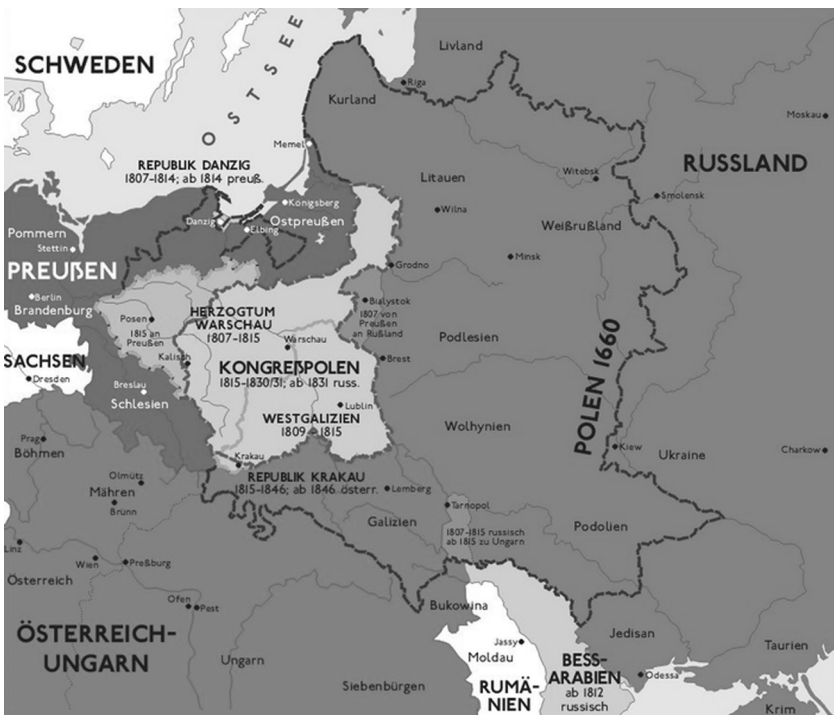 Livland
SCHWEDEN
OSTSEE
Riga
Kurland
Moskau
Memel
REPUBLIK DANZIG
1807-1814; ab 1814 preuß.
RUSSLAND
Litauen
Witebsk
Smolensk
Königsberg
Wilna
Danzig
Ostpreußen
Elbing
Weißrußland
Pommern
Stettin
Minsk
PREUßEN
Grodno
Berlin
Brandenburg
Bialystok
1807 von
Preußen
an Rußland
HERZOGTUM
WARSCHAU
1807-1815
Posen
1815 an
Preußen
Warschau
Podlesien
POLEN 1660
SACHSEN
Kalisch
Brest
KONGREßPOLEN
1815-1830/31; ab 1831 russ.
Dresden
Breslau
Schlesien
Lublin
WESTGALIZIEN
1809 - 1815
Wolhynien
Prag
Böhmen
Kiew
Ukraine
Charkow
Krakau
REPUBLIK KRAKAU
1815-1846; ab 1846 österr.
Olmütz
Mähren
Brünn
Lemberg
Tarnopol
Galizien
1807-1815 russisch
ab 1815 zu Ungarn
Podolien
Linz
Wien
Preßburg
Österreich
Ofen
Pest
Bukowina
ÖSTERREICH-
UNGARN
Ungarn
Jedisan
Jassy
Moldau
Taurien
BESS-
ARABIEN
ab 1812
russisch
Odessa
Siebenbürgen
RUMÄ-
NIEN
Krim